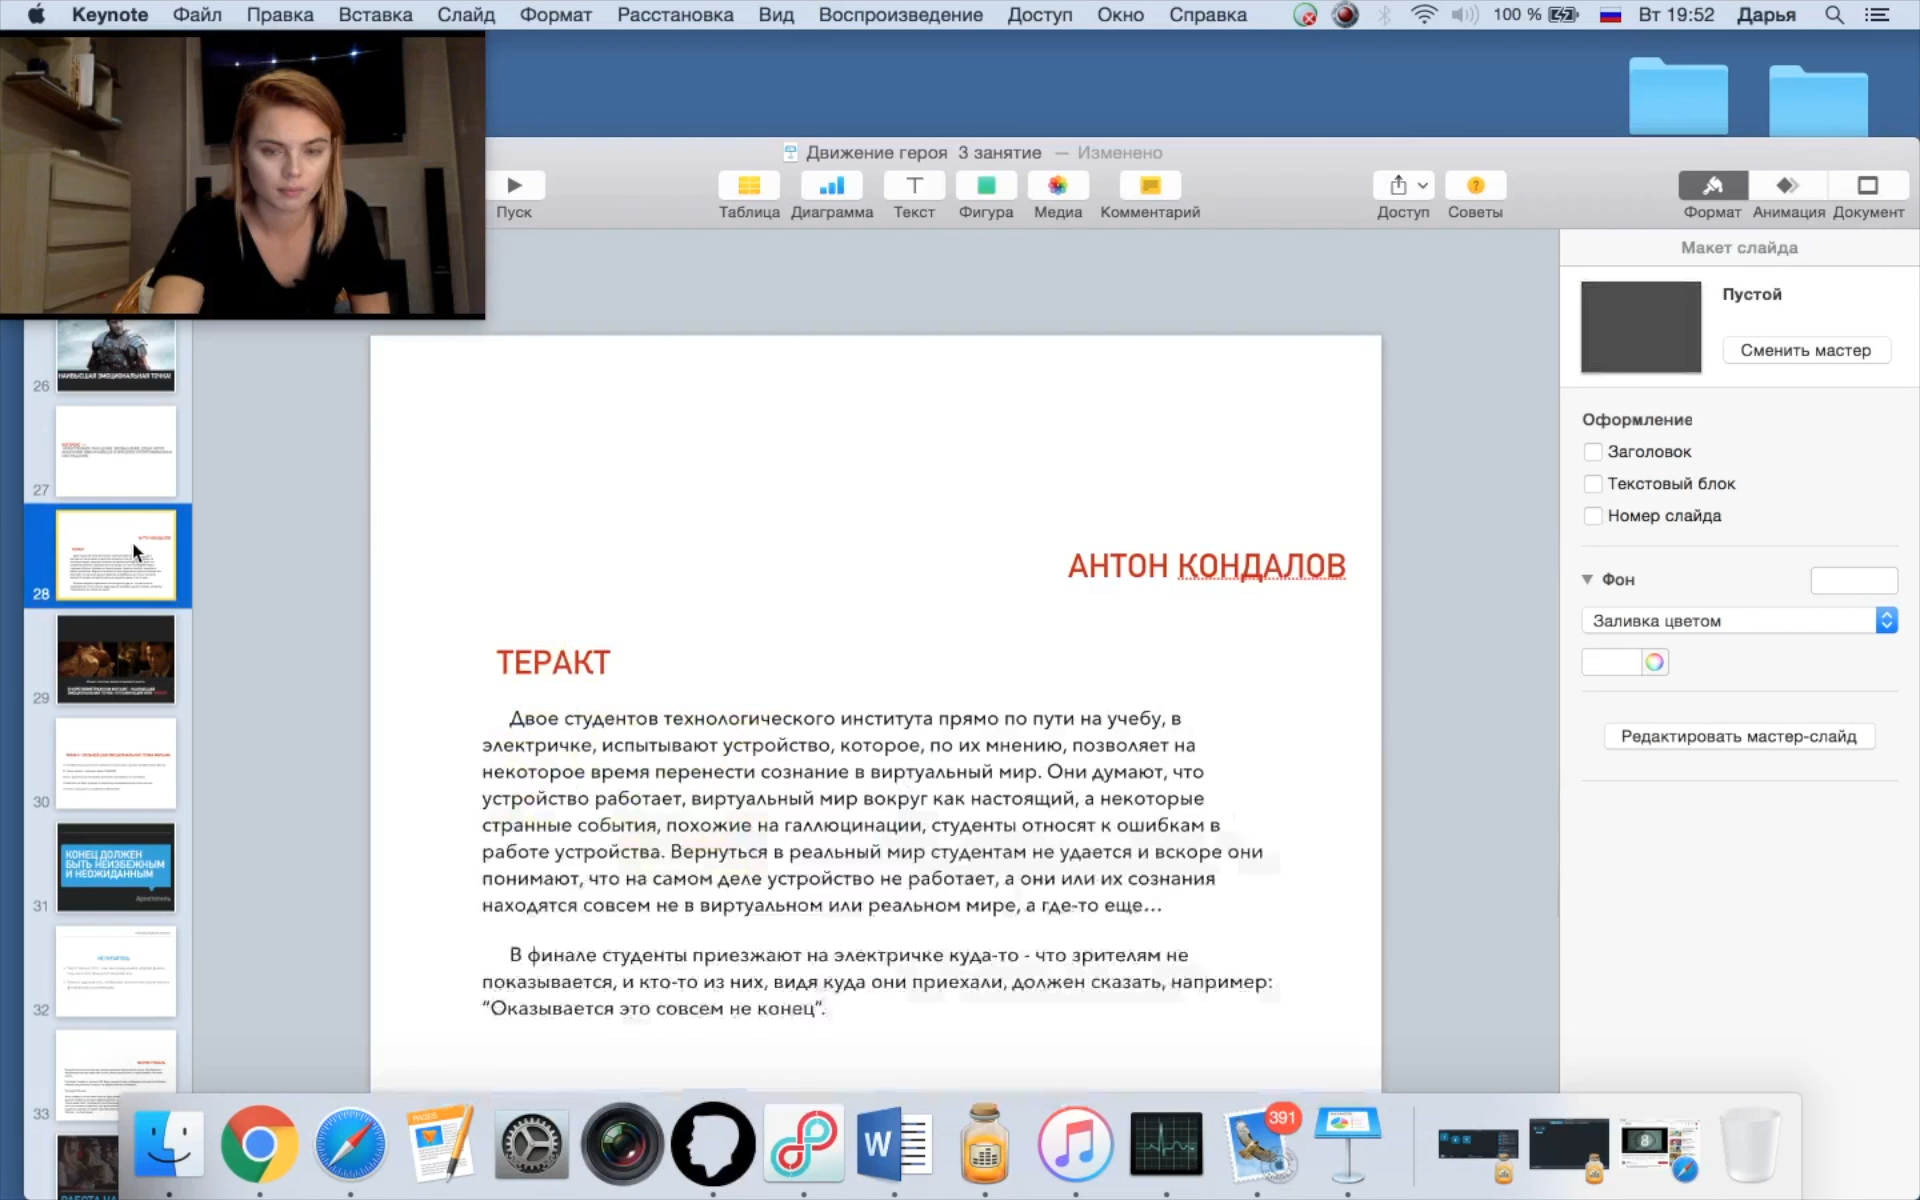 Keynote Файл Правка Вставка Слайд Формат Расстановка Вид Воспроизведение Доступ Окно Справка 100 % Вт 19:52 Дарья
Движение героя 3 занятие — Изменено
Пуск Таблица Диаграмма Текст Фигура Медиа Комментарий Доступ Советы Формат Анимация Документ
Макет слайда
Пустой
Сменить мастер
Оформление
Заголовок
Текстовый блок
Номер слайда
Фон
Заливка цветом
Редактировать мастер-слайд
НАИВЫСШАЯ ЭМОЦИОНАЛЬНАЯ ТОЧКА!
26
27
28
29
30
КОНЕЦ ДОЛЖЕН
БЫТЬ НЕИЗБЕЖНЫМ
И НЕОЖИДАННЫМ
Аристотель
31
32
33
АНТОН КОНДАЛОВ
ТЕРАКТ
Двое студентов технологического института прямо по пути на учебу, в
электричке, испытывают устройство, которое, по их мнению, позволяет на
некоторое время перенести сознание в виртуальный мир. Они думают, что
устройство работает, виртуальный мир вокруг как настоящий, а некоторые
странные события, похожие на галлюцинации, студенты относят к ошибкам в
работе устройства. Вернуться в реальный мир студентам не удается и вскоре они
понимают, что на самом деле устройство не работает, а они или их сознания
находятся совсем не в виртуальном или реальном мире, а где-то еще...
В финале студенты приезжают на электричке куда-то - что зрителям не
показывается, и кто-то из них, видя куда они приехали, должен сказать, например:
“Оказывается это совсем не конец”.
PAGES
W
391